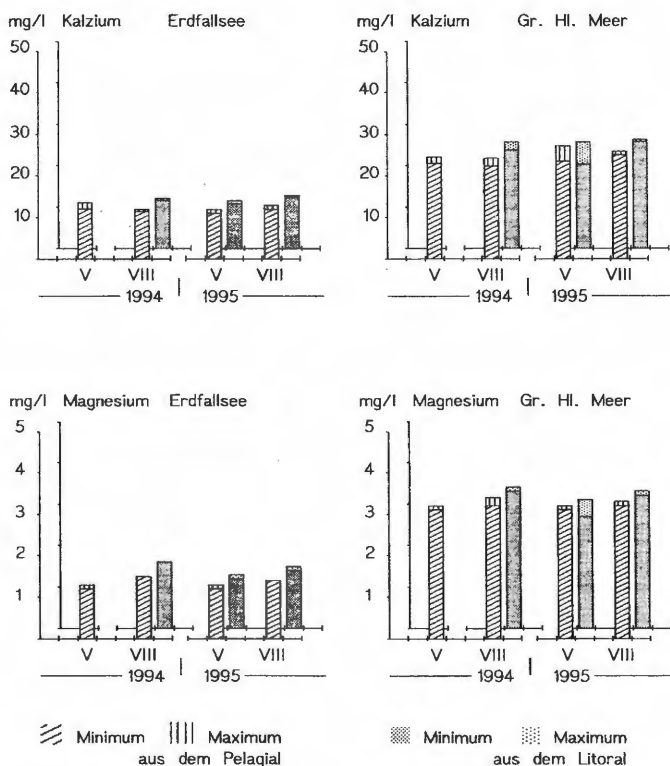 mg/l Kalzium Erdfallsee
50
40
30
20
10
V VIII V VIII
1994 1995
mg/l Kalzium Gr. Hl. Meer
50
40
30
20
10
V VIII V VIII
1994 1995
mg/l Magnesium Erdfallsee
5
4
3
2
1
V VIII V VIII
1994 1995
mg/l Magnesium Gr. Hl. Meer
5
4
3
2
1
V VIII V VIII
1994 1995
Minimum Maximum
aus dem Pelagial
Minimum Maximum
aus dem Litoral